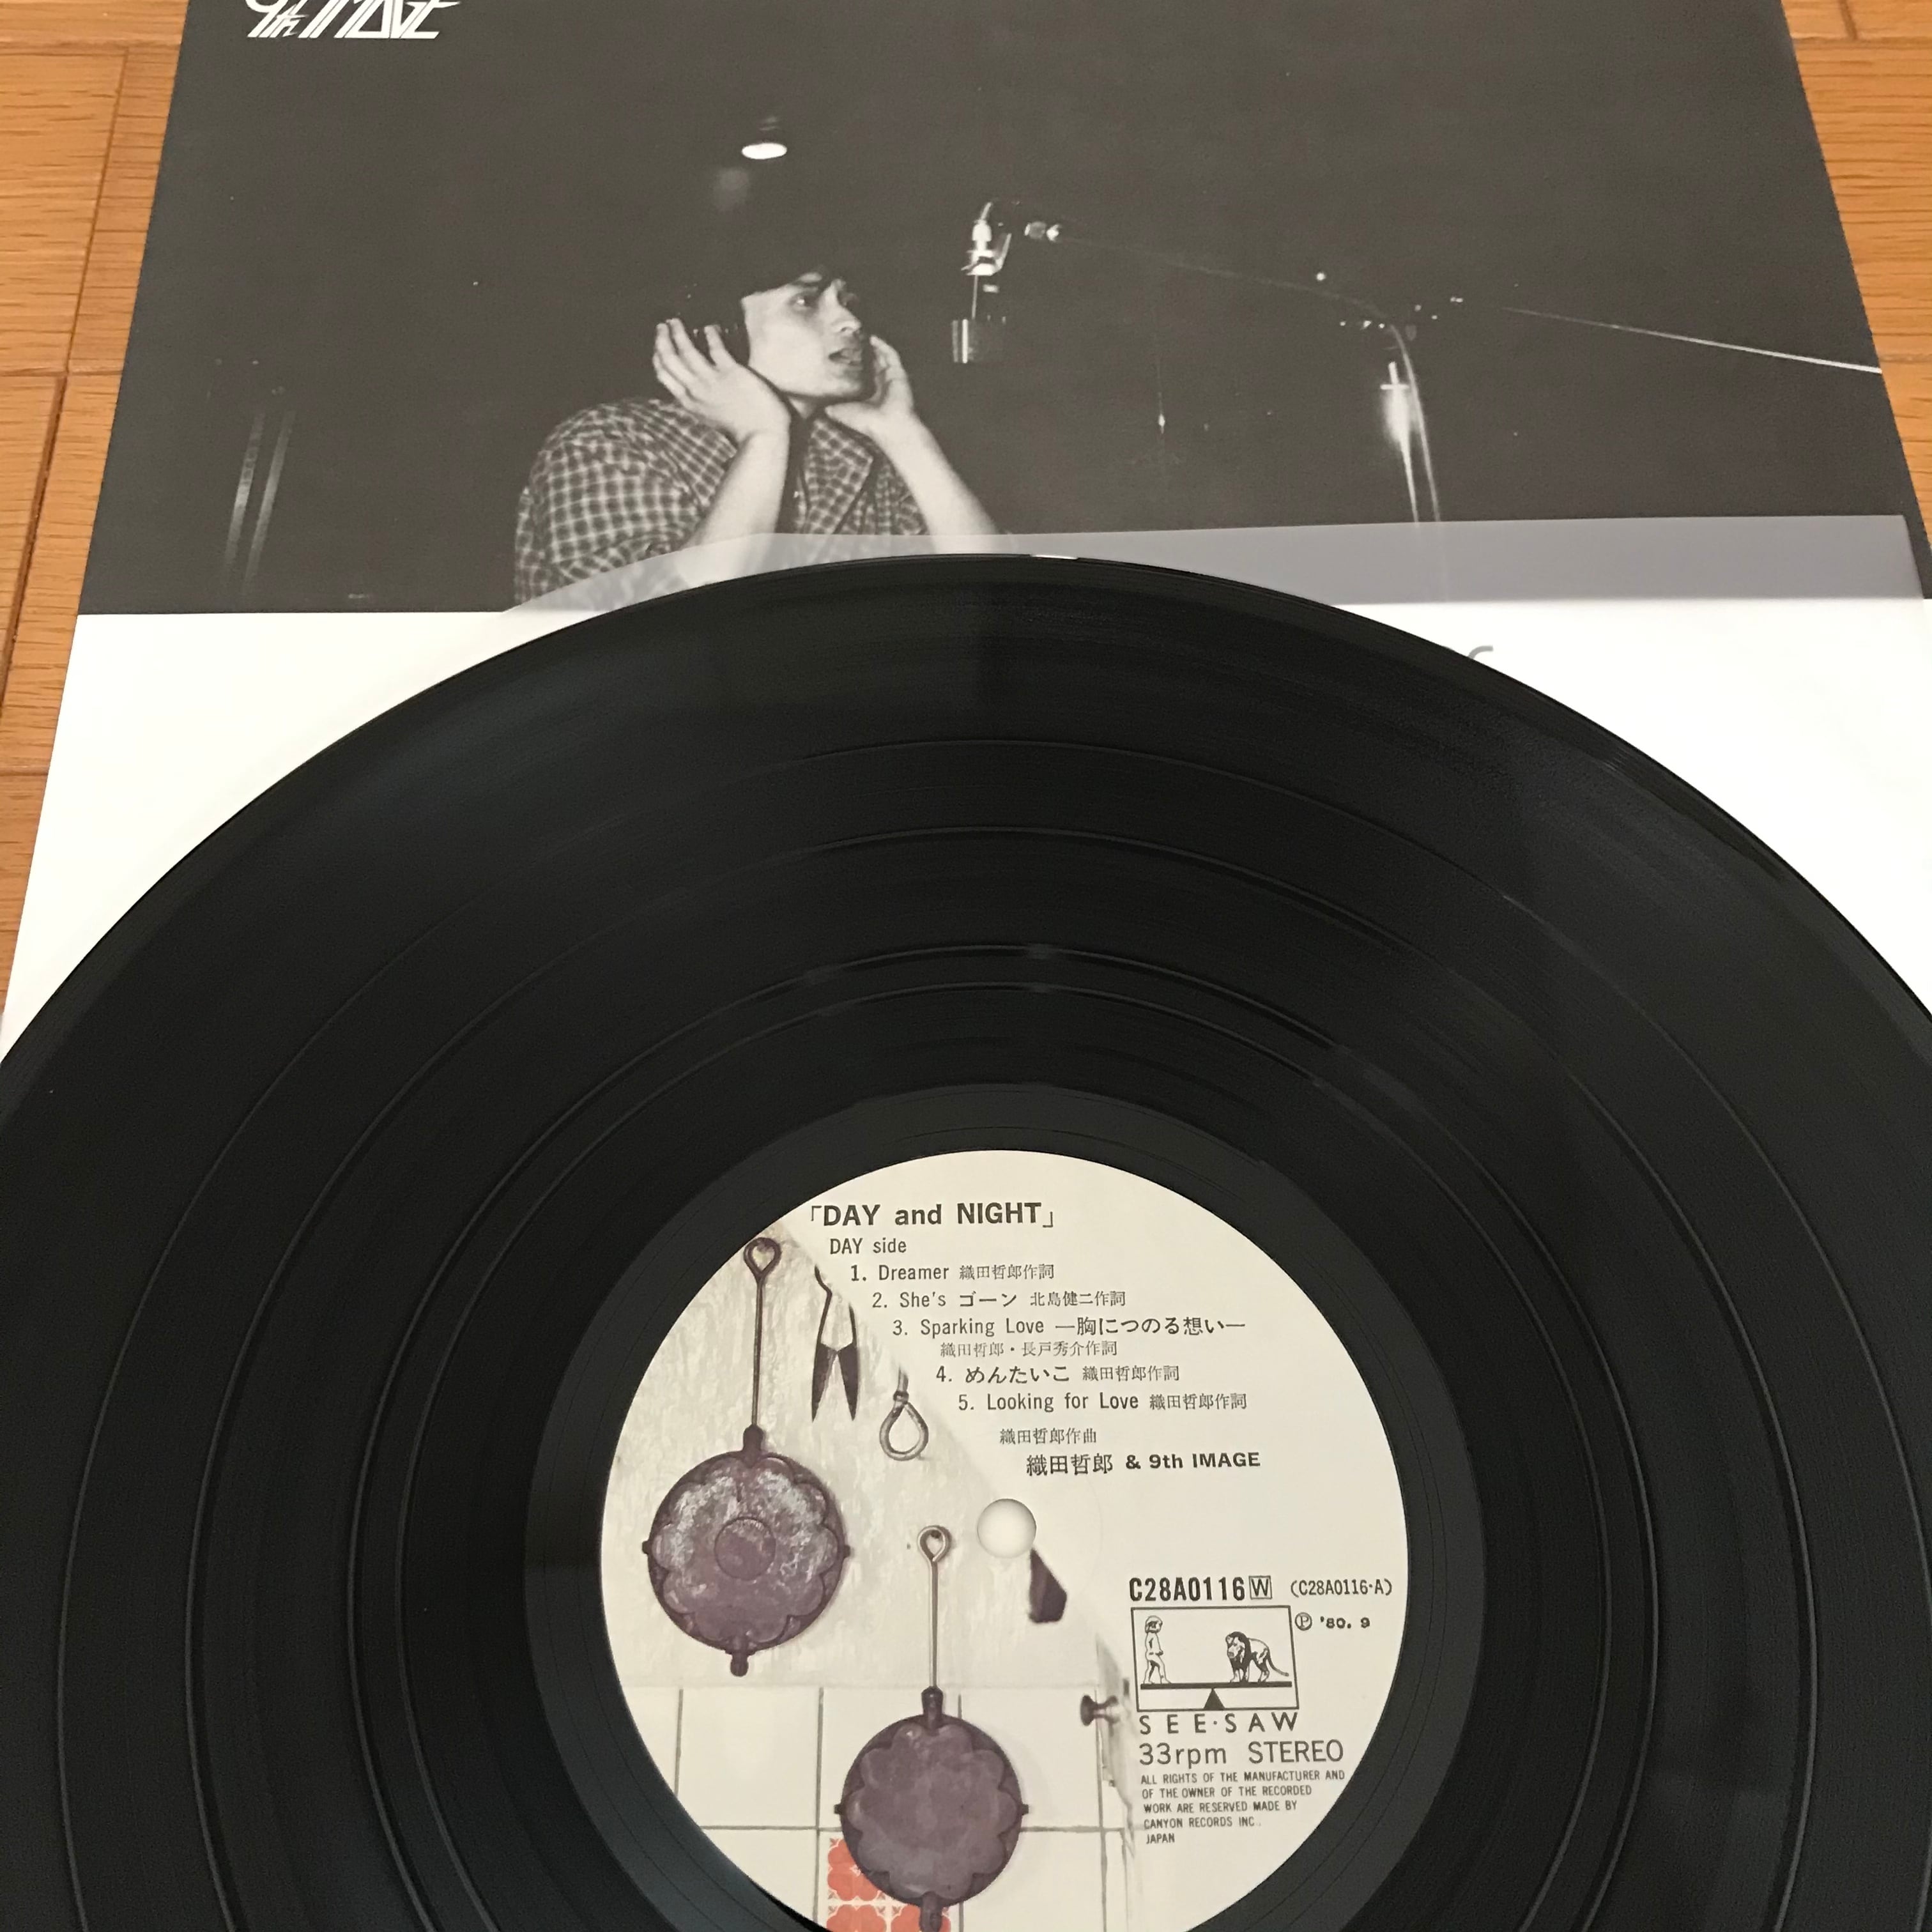 9th IMAGE
「DAY and NIGHT」
DAY side
1. Dreamer 織田哲郎作詞
2. She's ゴーン 北島健二作詞
3. Sparking Love ―胸につのる想い―
織田哲郎・長戸秀介作詞
4. めんたいこ 織田哲郎作詞
5. Looking for Love 織田哲郎作詞
織田哲郎作曲
織田哲郎 & 9th IMAGE
C28A0116 W (C28A0116-A)
Ⓟ '80. 9
SEE・SAW
33rpm STEREO
ALL RIGHTS OF THE MANUFACTURER AND
OF THE OWNER OF THE RECORDED
WORK ARE RESERVED MADE BY
CANYON RECORDS INC.
JAPAN